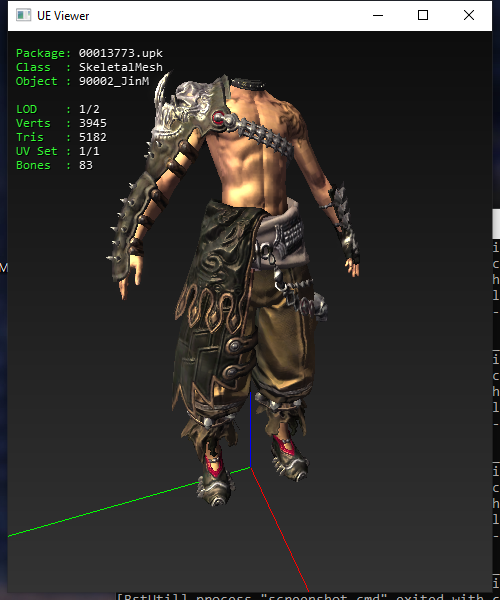 UE Viewer
Package: 00013773.upk
Class  : SkeletalMesh
Object : 90002_JinM
LOD    : 1/2
Verts  : 3945
Tris   : 5182
UV Set : 1/1
Bones  : 83
M
i
c
h
l
-
i
c
h
l
-
i
c
h
l
-
i
[BstUtil] process "screenshot.cmd" exited with c